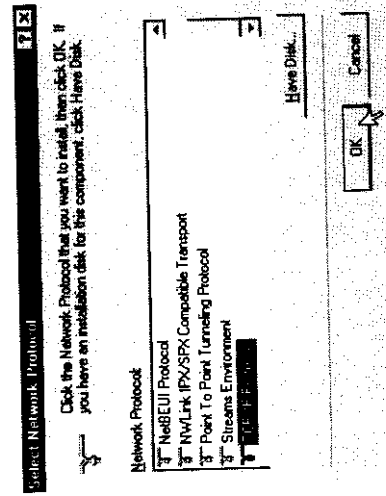 Select Network Protocol
Click the Network Protocol that you want to install, then click OK. If
you have an installation disk for this component, click Have Disk.
Network Protocol:
NetBEUI Protocol
NWLink IPX/SPX Compatible Transport
Point To Point Tunneling Protocol
Streams Environment
Have Disk...
OK
Cancel